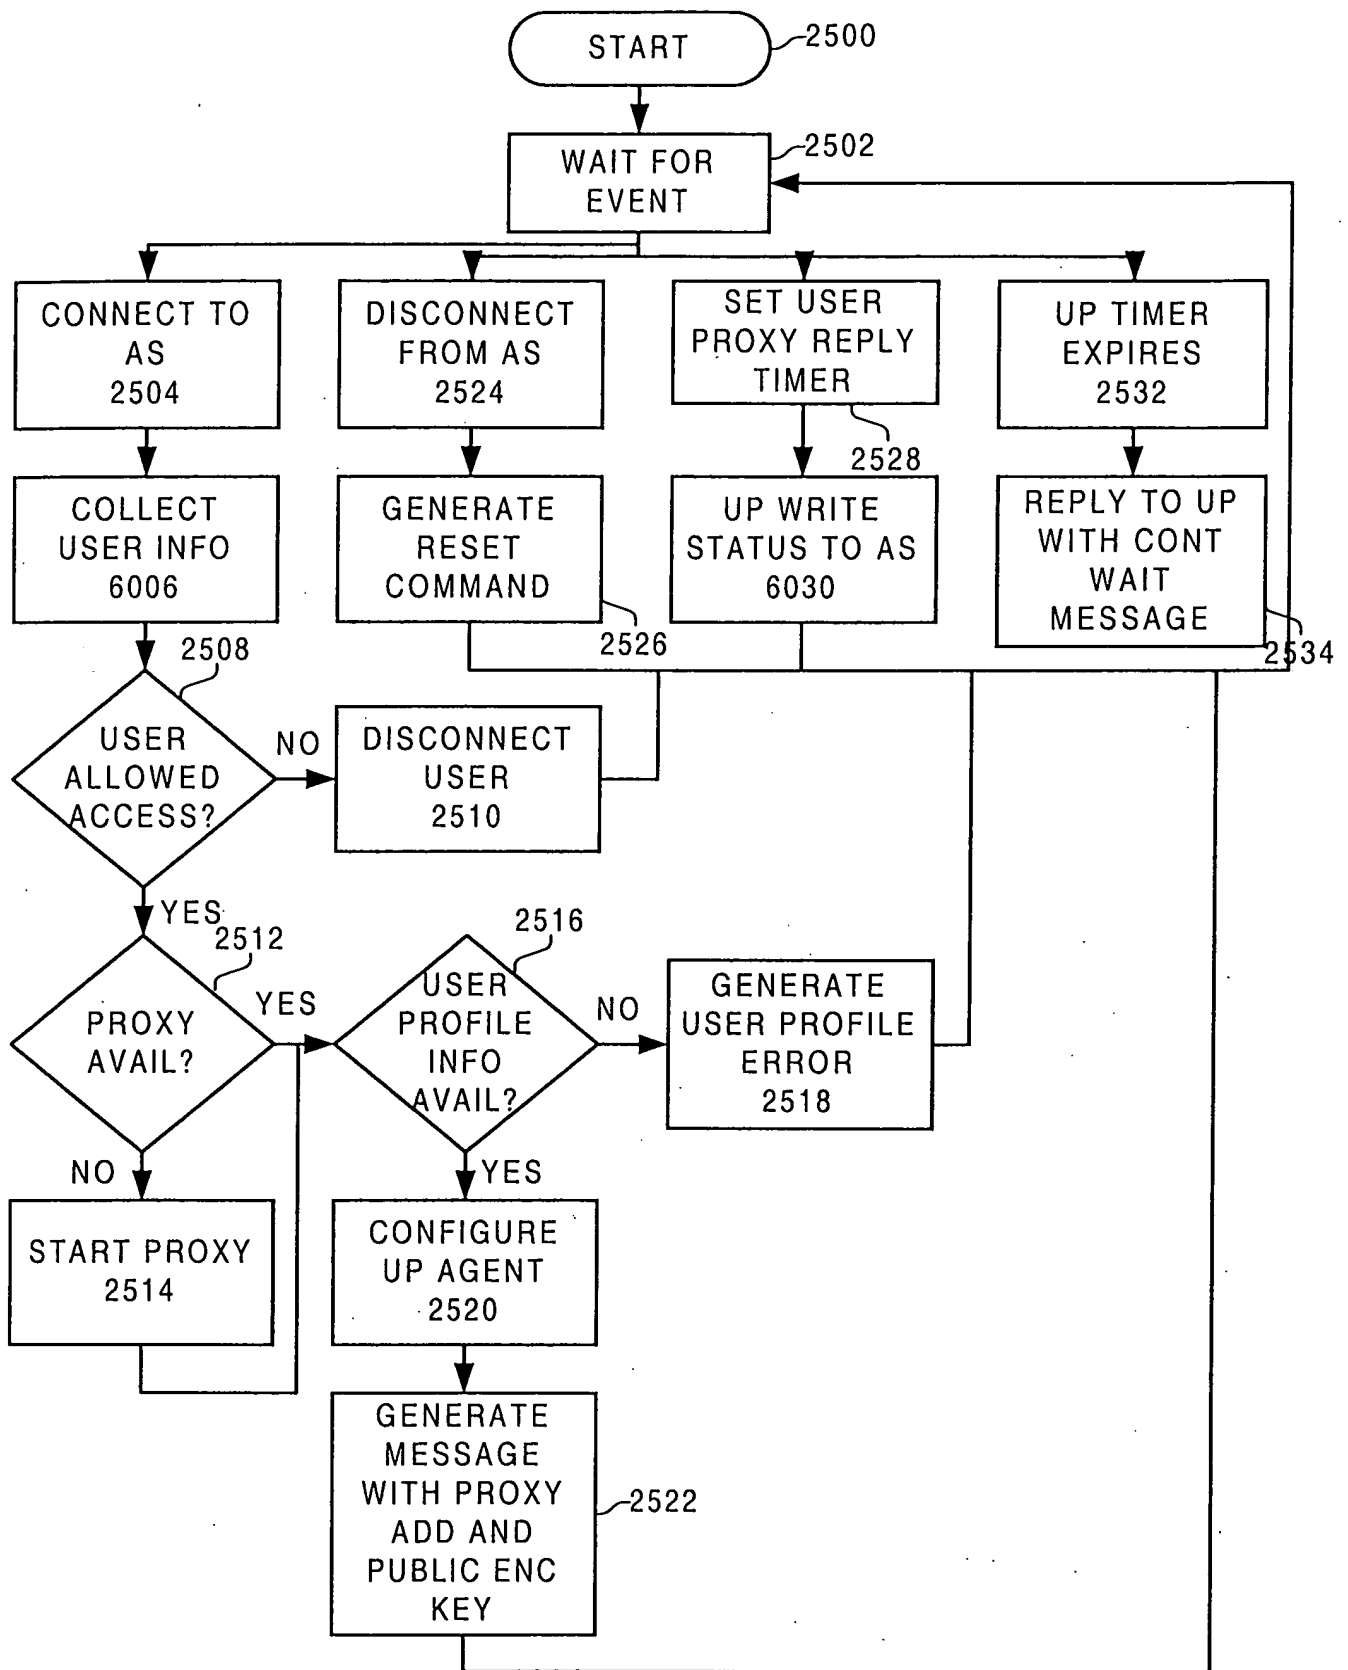 START
2500
WAIT FOR
EVENT
2502
CONNECT TO
AS
2504
DISCONNECT
FROM AS
2524
SET USER
PROXY REPLY
TIMER
2528
UP TIMER
EXPIRES
2532
COLLECT
USER INFO
6006
GENERATE
RESET
COMMAND
2526
UP WRITE
STATUS TO AS
6030
REPLY TO UP
WITH CONT
WAIT
MESSAGE
2534
2508
USER
ALLOWED
ACCESS?
NO
DISCONNECT
USER
2510
YES
2512
PROXY
AVAIL?
YES
2516
USER
PROFILE
INFO
AVAIL?
NO
GENERATE
USER PROFILE
ERROR
2518
NO
START PROXY
2514
YES
CONFIGURE
UP AGENT
2520
GENERATE
MESSAGE
WITH PROXY
ADD AND
PUBLIC ENC
KEY
2522